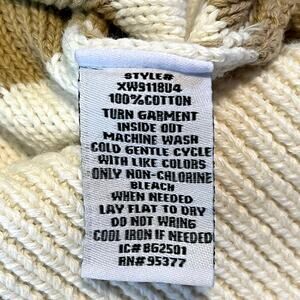 STYLE#
XW9118U4
100%COTTON
TURN GARMENT
INSIDE OUT
MACHINE WASH
COLD GENTLE CYCLE
WITH LIKE COLORS
ONLY NON-CALORINE
BLEACH
WHEN NEEDED
LAY FLAT TO DRY
DO NOT WRING
COOL IRON IF NEEDED
IC#862501
RN#95377